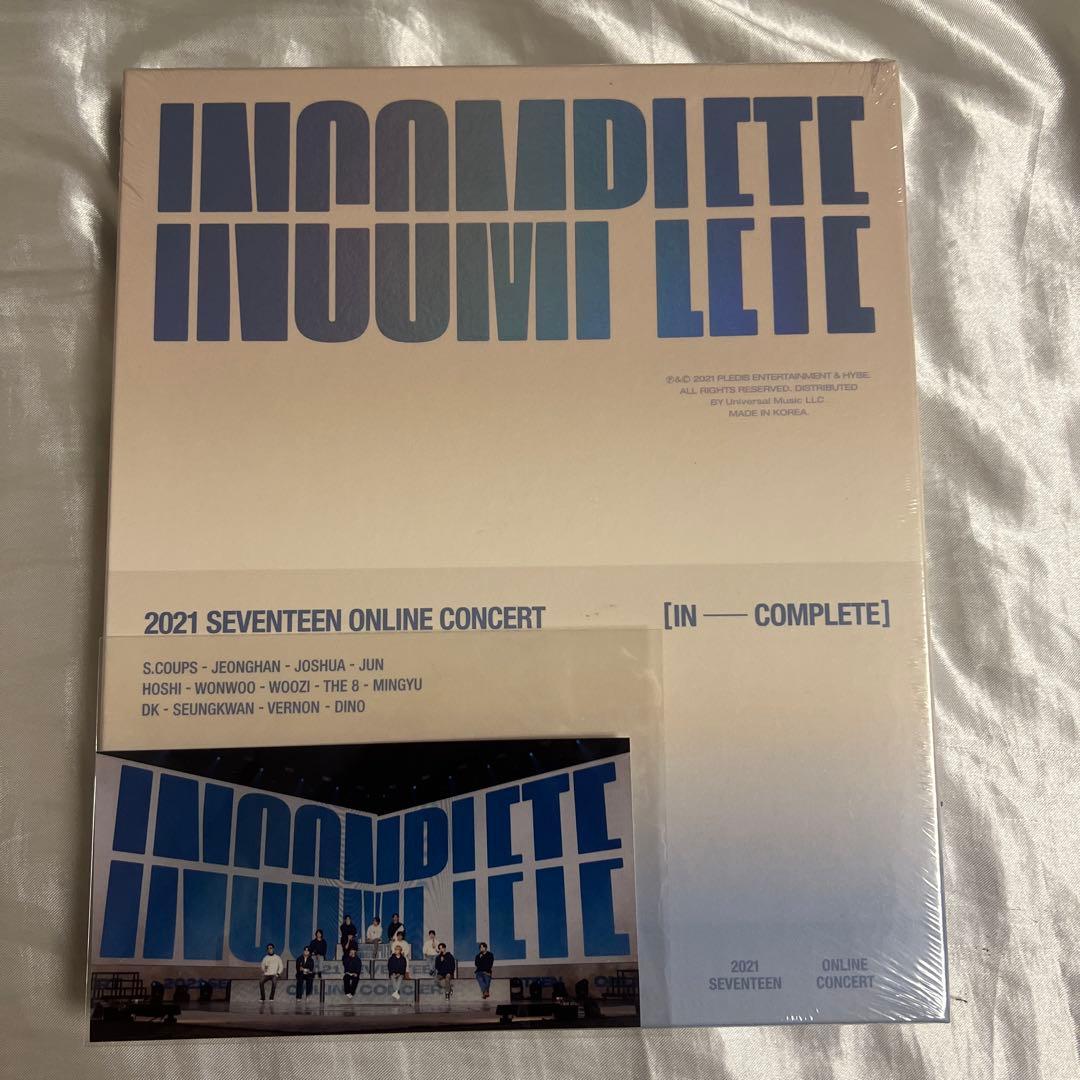 INCOMPLETE
℗&© 2021 PLEDIS ENTERTAINMENT & HYBE.
ALL RIGHTS RESERVED. DISTRIBUTED
BY Universal Music LLC.
MADE IN KOREA.
2021 SEVENTEEN ONLINE CONCERT
[IN — COMPLETE]
S.COUPS - JEONGHAN - JOSHUA - JUN
HOSHI - WONWOO - WOOZI - THE 8 - MINGYU
DK - SEUNGKWAN - VERNON - DINO
INCOMPLETE
ONLINE CONCERT
2021 ONLINE
SEVENTEEN CONCERT